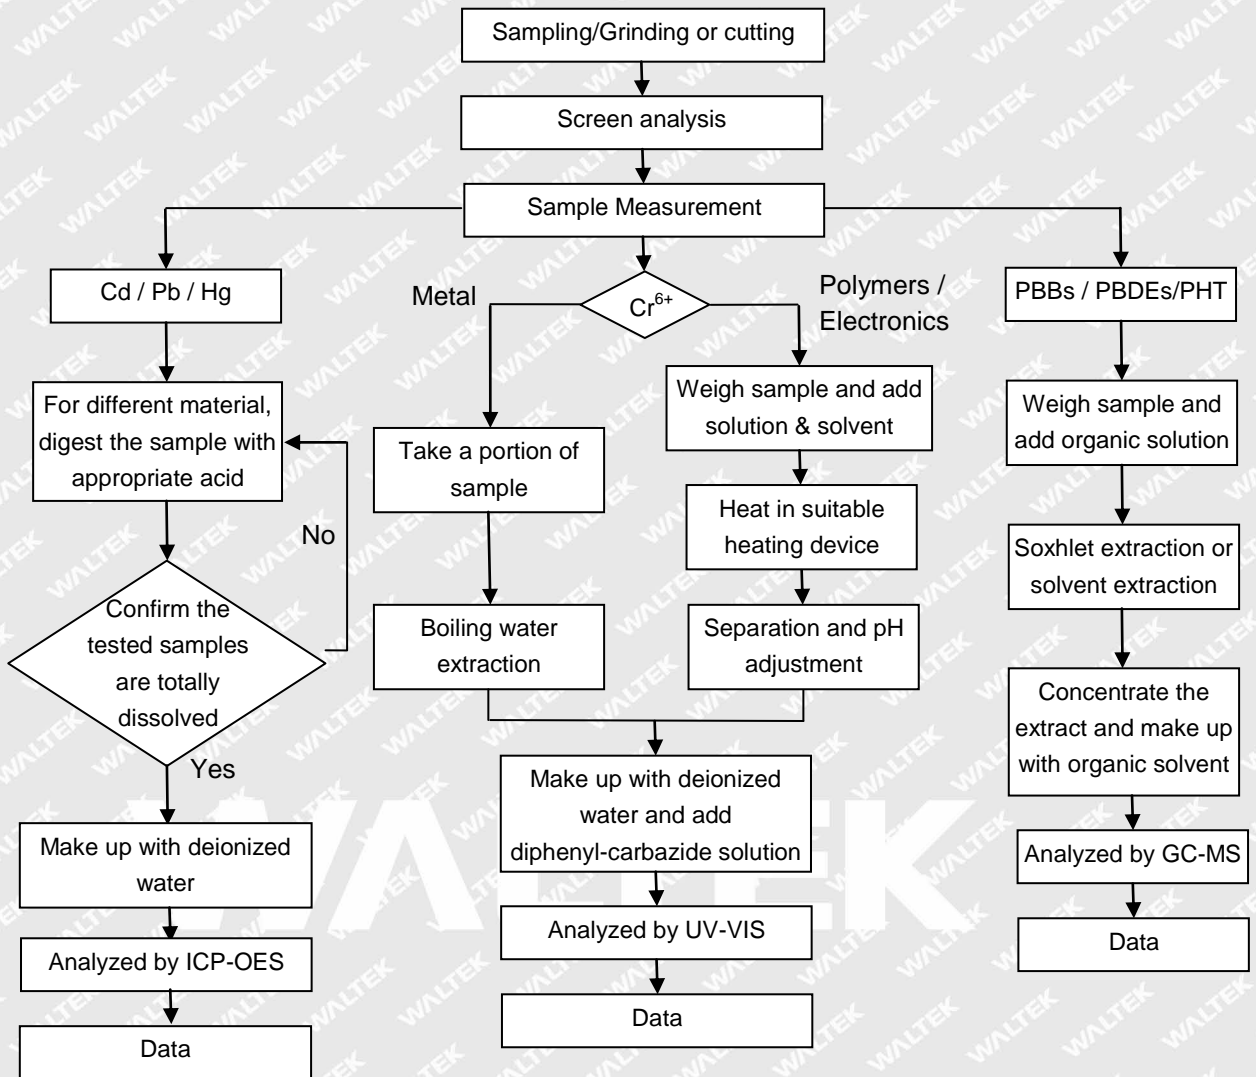 Sampling/Grinding or cutting
Screen analysis
Sample Measurement
Cd / Pb / Hg
For different material,
digest the sample with
appropriate acid
No
Confirm the
tested samples
are totally
dissolved
Yes
Make up with deionized
water
Analyzed by ICP-OES
Data
Cr6+
Metal
Take a portion of
sample
Boiling water
extraction
Polymers /
Electronics
Weigh sample and add
solution & solvent
Heat in suitable
heating device
Separation and pH
adjustment
Make up with deionized
water and add
diphenyl-carbazide solution
Analyzed by UV-VIS
Data
PBBs / PBDEs/PHT
Weigh sample and
add organic solution
Soxhlet extraction or
solvent extraction
Concentrate the
extract and make up
with organic solvent
Analyzed by GC-MS
Data
WALTEK